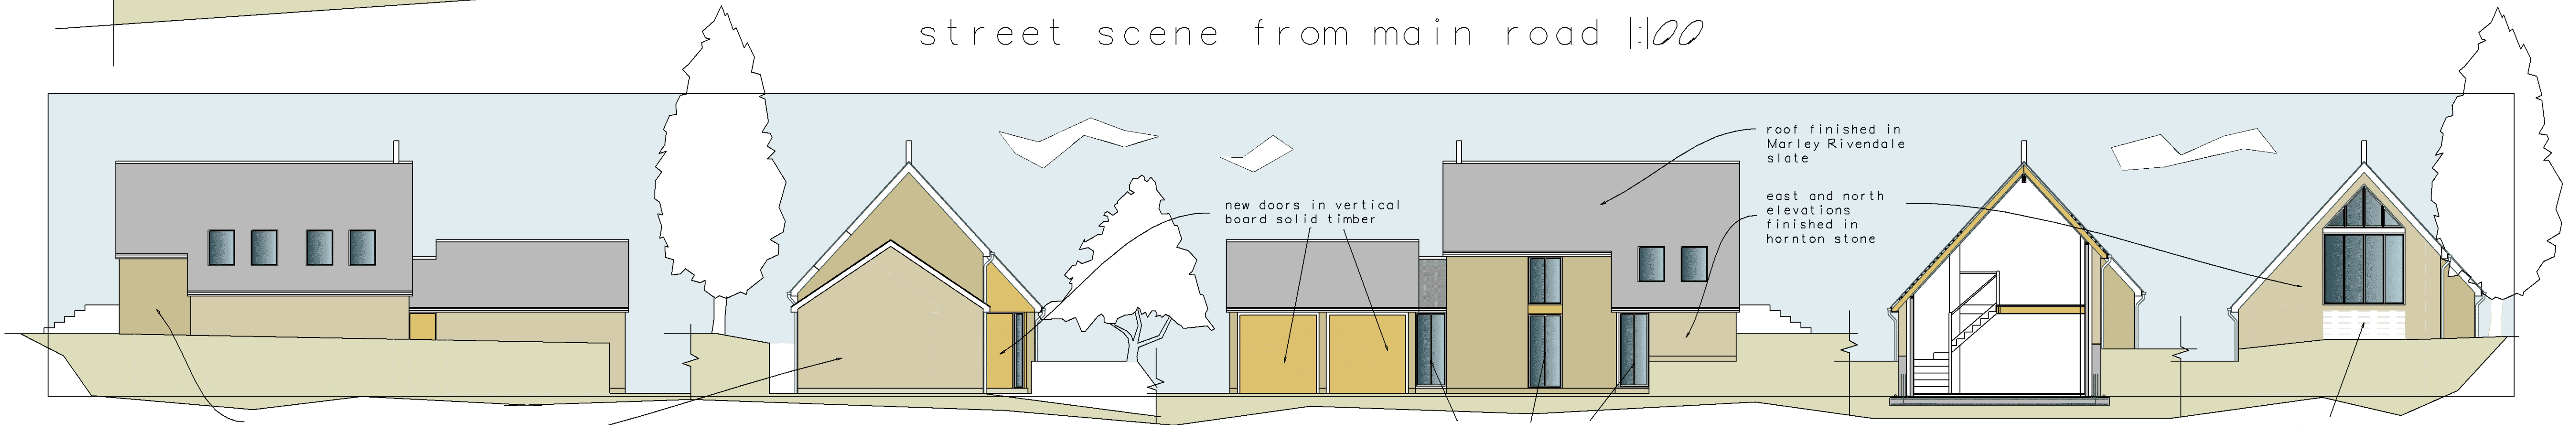 street scene from main road 1:100
roof finished in
Marley Rivendale
slate
new doors in vertical
board solid timber
east and north
elevations
finished in
hornton stone